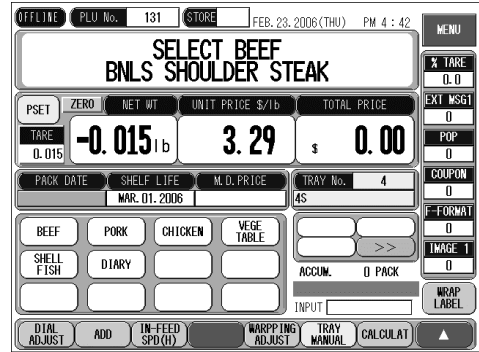 OFFLINE PLU No. 131 STORE FEB. 23. 2006 (THU) PM 4 : 42
MENU
SELECT BEEF
BNLS SHOULDER STEAK
% TARE
0. 0
PSET ZERO NET WT UNIT PRICE $/lb TOTAL PRICE
EXT MSG1
0
TARE
0. 015
-0. 015 lb 3. 29 $ 0. 00
POP
0
PACK DATE SHELF LIFE M. D. PRICE TRAY No. 4
MAR. 01. 2006 4S
COUPON
0
F-FORMAT
0
BEEF PORK CHICKEN VEGE
TABLE
>>
IMAGE 1
0
SHELL
FISH
DIARY
ACCUM. 0 PACK
INPUT
WRAP
LABEL
DIAL
ADJUST
ADD
IN-FEED
SPD(H)
WARPPING
ADJUST
TRAY
MANUAL
CALCULAT
▲